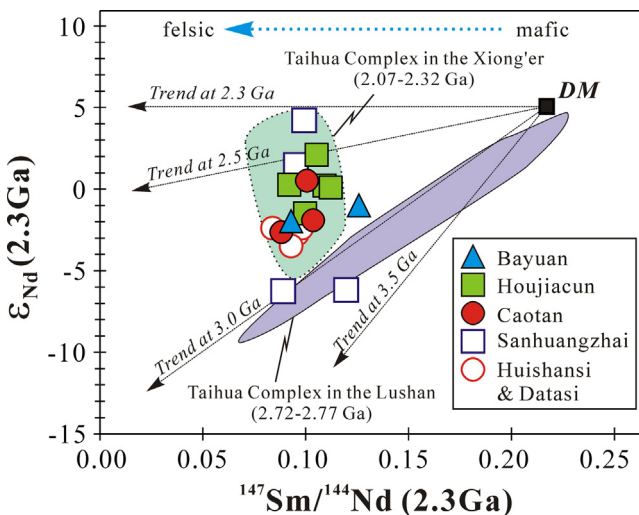 felsic
mafic
Taihua Complex in the Xiong'er
(2.07-2.32 Ga)
DM
Trend at 2.3 Ga
Trend at 2.5 Ga
Trend at 3.0 Ga
Trend at 3.5
Taihua Complex in the Lushan
(2.72-2.77 Ga)
Bayuan
Houjiacun
Caotan
Sanhuangzhai
Huishansi
& Datasi
10
5
0
-5
-10
-15
εNd(2.3Ga)
0.00
0.05
0.10
0.15
0.20
0.25
¹⁴⁷Sm/¹⁴⁴Nd (2.3Ga)